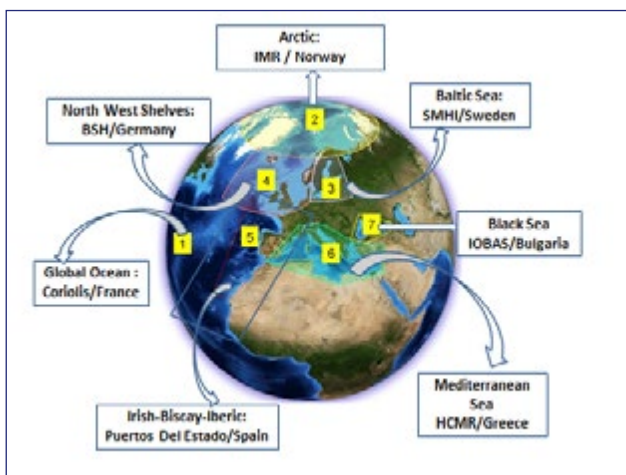 Arctic:
IMR / Norway
North West Shelves:
BSH/Germany
Baltic Sea:
SMHI/Sweden
2
4
3
1
5
7
6
Black Sea
IOBAS/Bulgaria
Global Ocean :
Coriolis/France
Mediterranean
Sea
HCMR/Greece
Irish-Biscay-Iberic:
Puertos Del Estado/Spain